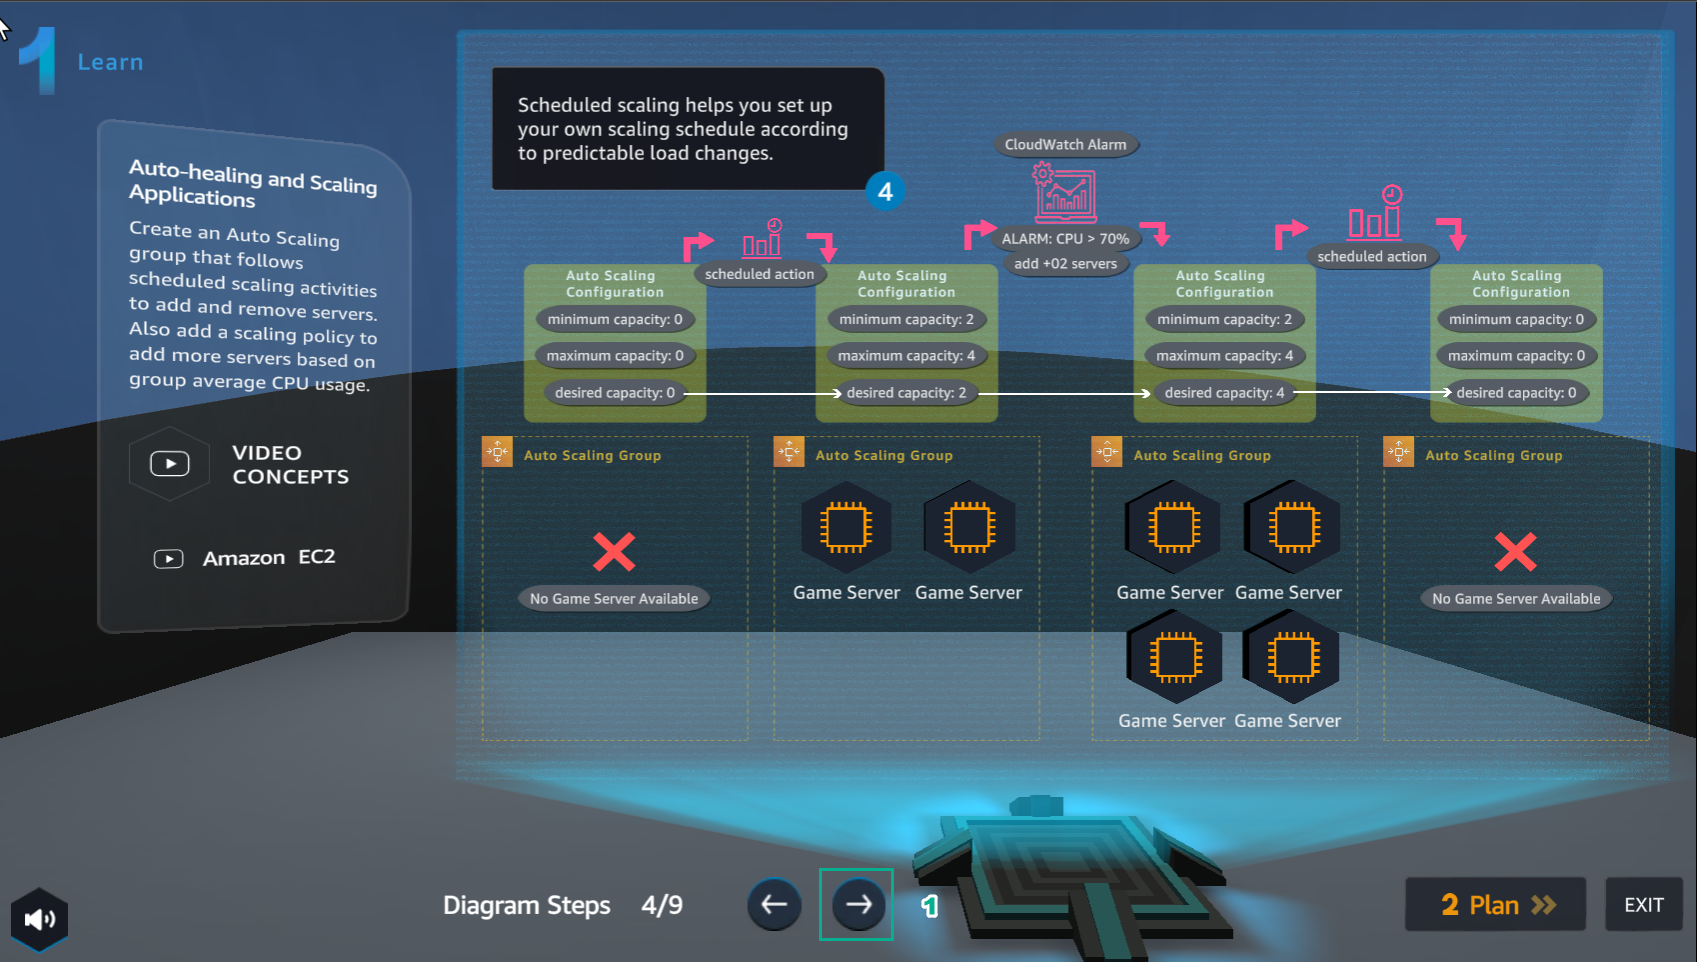 1 Learn
Auto-healing and Scaling
Applications
Create an Auto Scaling
group that follows
scheduled scaling activities
to add and remove servers.
Also add a scaling policy to
add more servers based on
group average CPU usage.
VIDEO
CONCEPTS
Amazon EC2
Scheduled scaling helps you set up
your own scaling schedule according
to predictable load changes.
4
CloudWatch Alarm
ALARM: CPU > 70%
add +02 servers
scheduled action
scheduled action
Auto Scaling
Configuration
minimum capacity: 0
maximum capacity: 0
desired capacity: 0
Auto Scaling
Configuration
minimum capacity: 2
maximum capacity: 4
desired capacity: 2
Auto Scaling
Configuration
minimum capacity: 2
maximum capacity: 4
desired capacity: 4
Auto Scaling
Configuration
minimum capacity: 0
maximum capacity: 0
desired capacity: 0
Auto Scaling Group
No Game Server Available
Auto Scaling Group
Game Server Game Server
Auto Scaling Group
Game Server Game Server
Game Server Game Server
Auto Scaling Group
No Game Server Available
Diagram Steps 4/9
1
2 Plan
EXIT